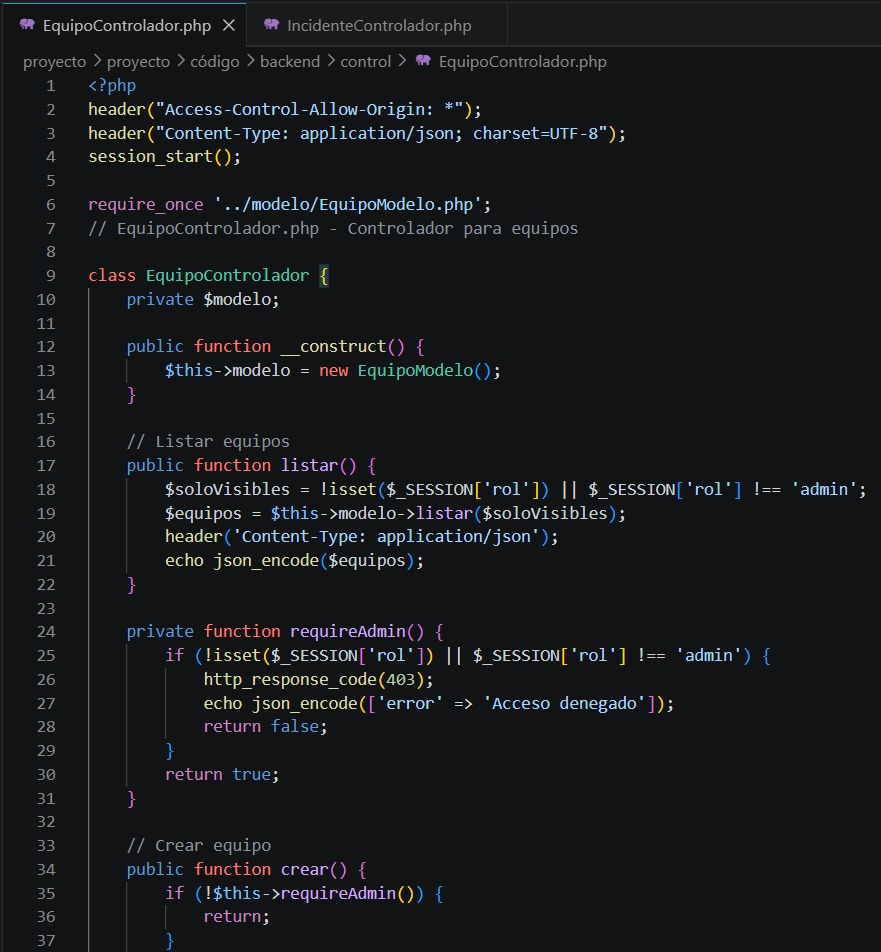 EquipoControlador.php
IncidenteControlador.php
proyecto > proyecto > código > backend > control > EquipoControlador.php
1 <?php
2 header("Access-Control-Allow-Origin: *");
3 header("Content-Type: application/json; charset=UTF-8");
4 session_start();
5
6 require_once '../modelo/EquipoModelo.php';
7 // EquipoControlador.php - Controlador para equipos
8
9 class EquipoControlador {
10     private $modelo;
11
12     public function __construct() {
13         $this->modelo = new EquipoModelo();
14     }
15
16     // Listar equipos
17     public function listar() {
18         $soloVisibles = !isset($_SESSION['rol']) || $_SESSION['rol'] !== 'admin';
19         $equipos = $this->modelo->listar($soloVisibles);
20         header('Content-Type: application/json');
21         echo json_encode($equipos);
22     }
23
24     private function requireAdmin() {
25         if (!isset($_SESSION['rol']) || $_SESSION['rol'] !== 'admin') {
26             http_response_code(403);
27             echo json_encode(['error' => 'Acceso denegado']);
28             return false;
29         }
30         return true;
31     }
32
33     // Crear equipo
34     public function crear() {
35         if (!$this->requireAdmin()) {
36             return;
37         }